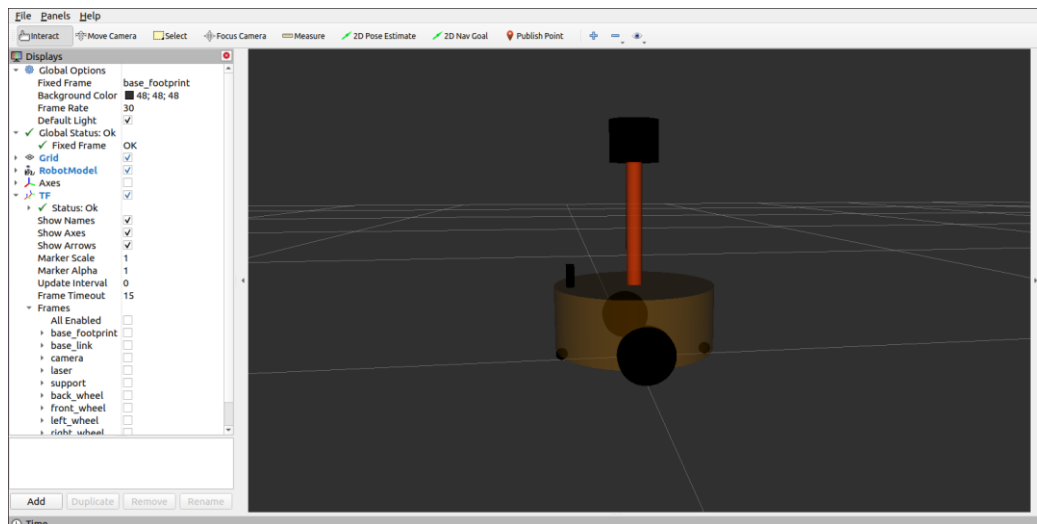 File Panels Help
Interact Move Camera Select Focus Camera Measure 2D Pose Estimate 2D Nav Goal Publish Point
Displays
Global Options
Fixed Frame base_footprint
Background Color 48; 48; 48
Frame Rate 30
Default Light
Global Status: Ok
Fixed Frame OK
Grid
RobotModel
Axes
TF
Status: Ok
Show Names
Show Axes
Show Arrows
Marker Scale 1
Marker Alpha 1
Update Interval 0
Frame Timeout 15
Frames
All Enabled
base_footprint
base_link
camera
laser
support
back_wheel
front_wheel
left_wheel
right_wheel
Add Duplicate Remove Rename
Time